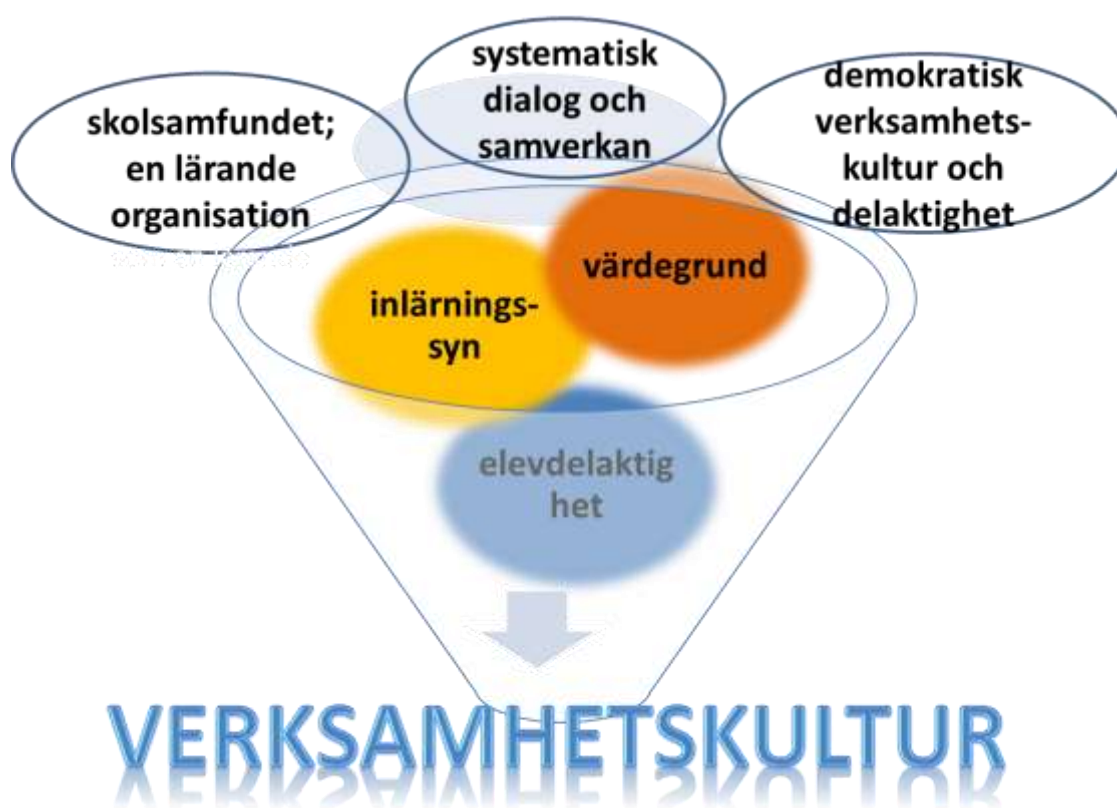 systematisk
dialog och
samverkan
skolsamfundet;
en lärande
organisation
demokratisk
verksamhets-
kultur och
delaktighet
värdegrund
inlärnings-
syn
elevdelaktig
het
VERKSAMHETSKULTUR